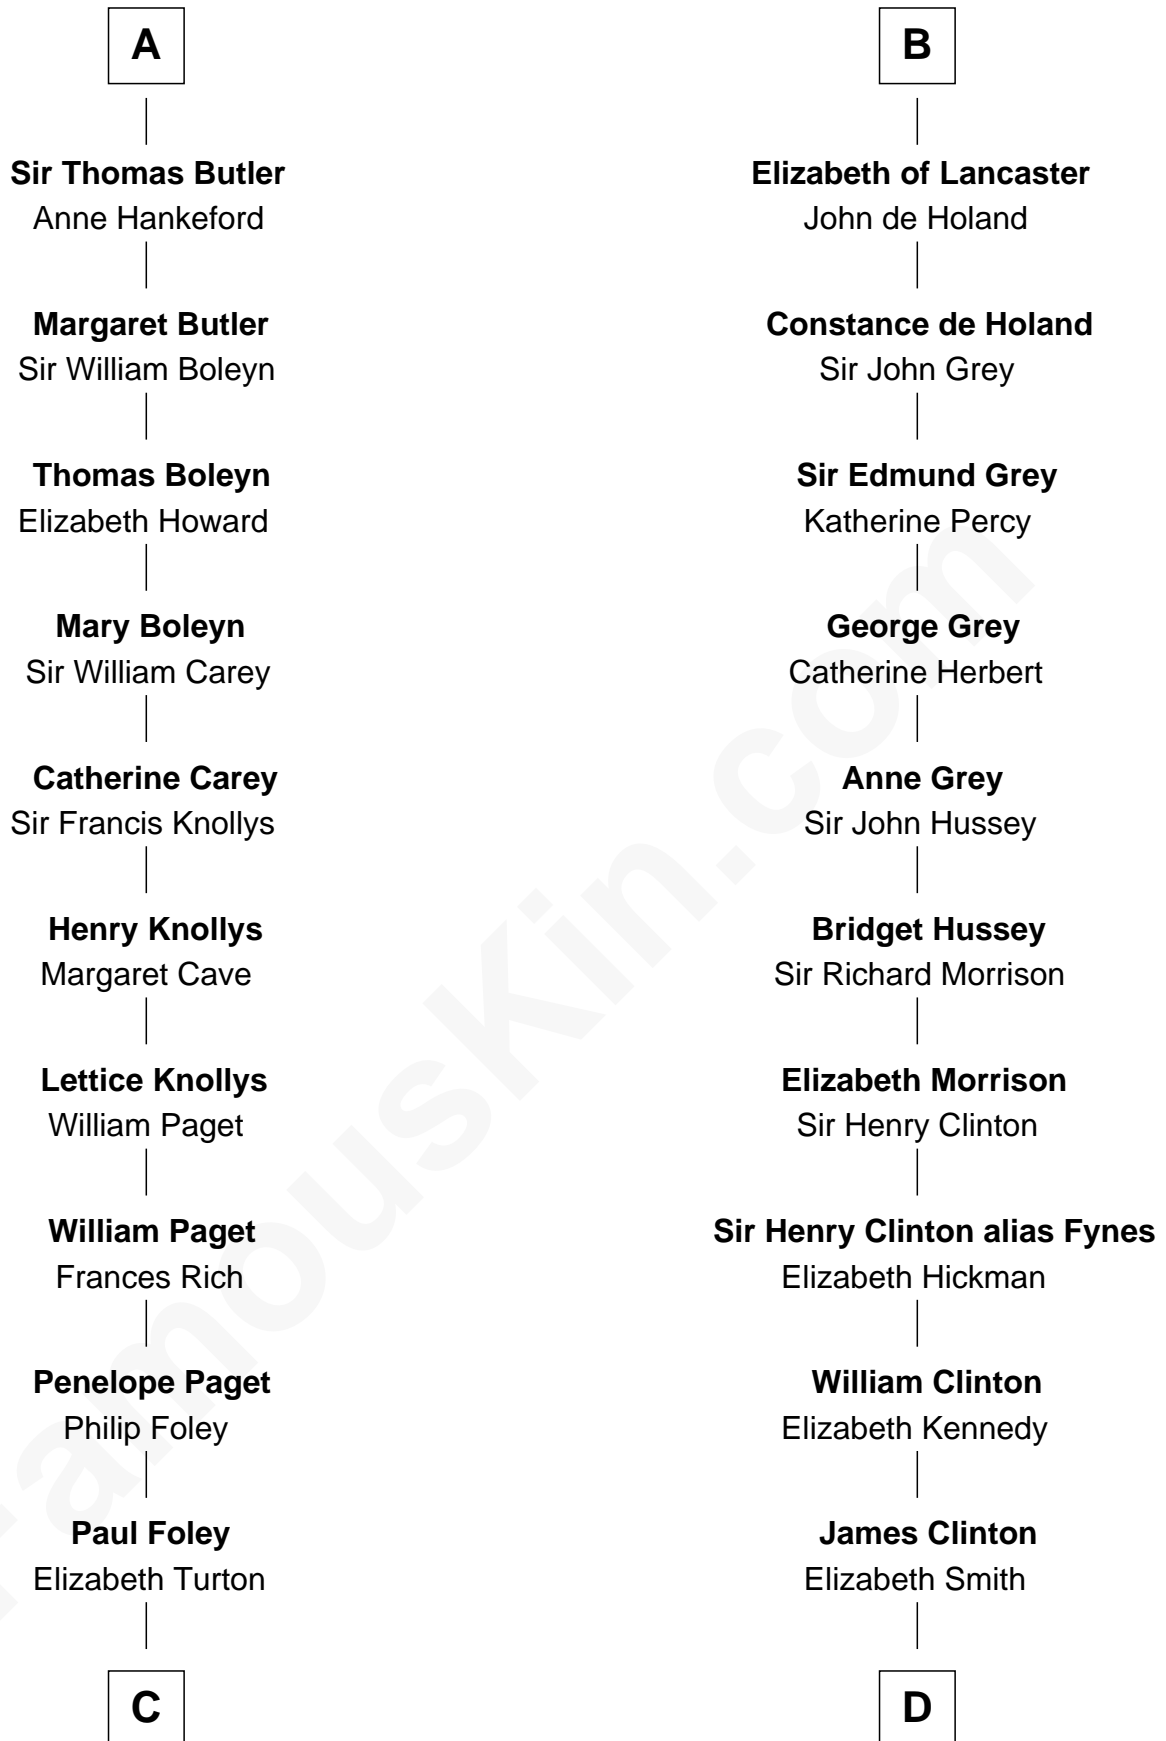 A
Sir Thomas Butler
Anne Hankeford
Margaret Butler
Sir William Boleyn
Thomas Boleyn
Elizabeth Howard
Mary Boleyn
Sir William Carey
Catherine Carey
Sir Francis Knollys
Henry Knollys
Margaret Cave
Lettice Knollys
William Paget
William Paget
Frances Rich
Penelope Paget
Philip Foley
Paul Foley
Elizabeth Turton
C
B
Elizabeth of Lancaster
John de Holand
Constance de Holand
Sir John Grey
Sir Edmund Grey
Katherine Percy
George Grey
Catherine Herbert
Anne Grey
Sir John Hussey
Bridget Hussey
Sir Richard Morrison
Elizabeth Morrison
Sir Henry Clinton
Sir Henry Clinton alias Fynes
Elizabeth Hickman
William Clinton
Elizabeth Kennedy
James Clinton
Elizabeth Smith
D
FamousKin.com